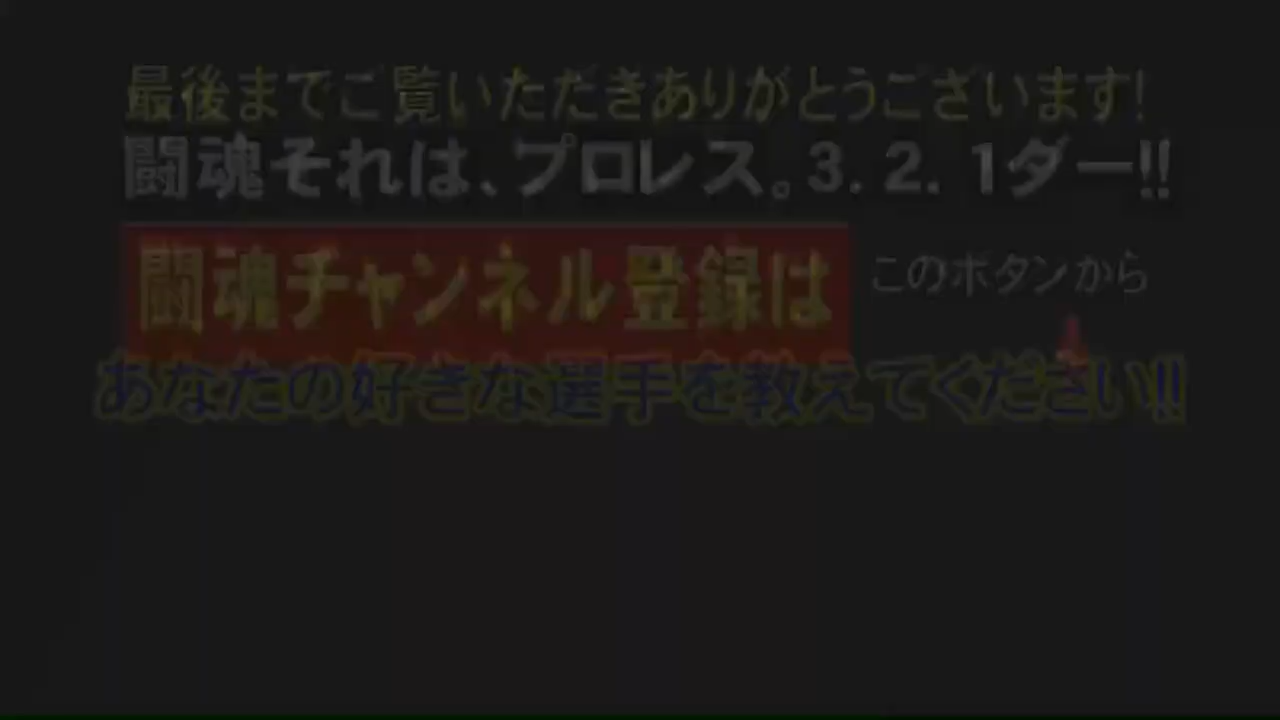 最後までご覧いただきありがとうございます!
闘魂それは、プロレス。3.2.1ダー!!
闘魂チャンネル登録は このボタンから
あなたの好きな選手を教えてください!!